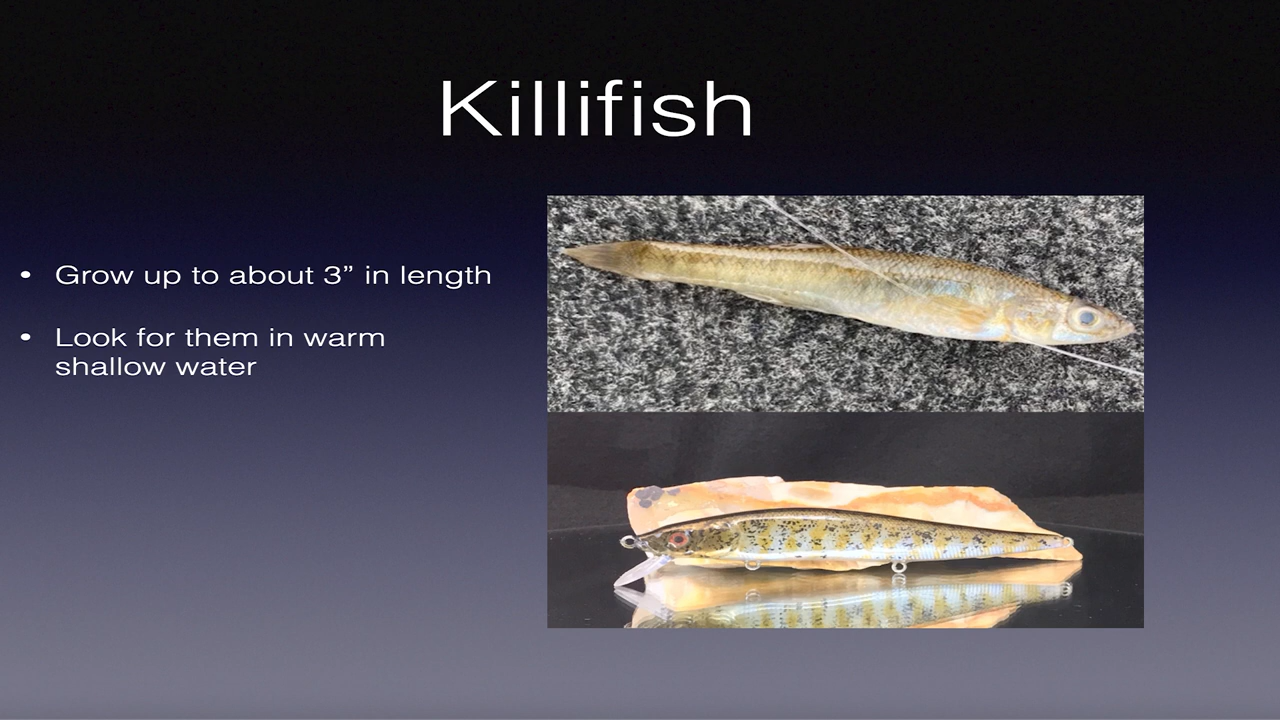 Killifish
• Grow up to about 3” in length
• Look for them in warm
shallow water